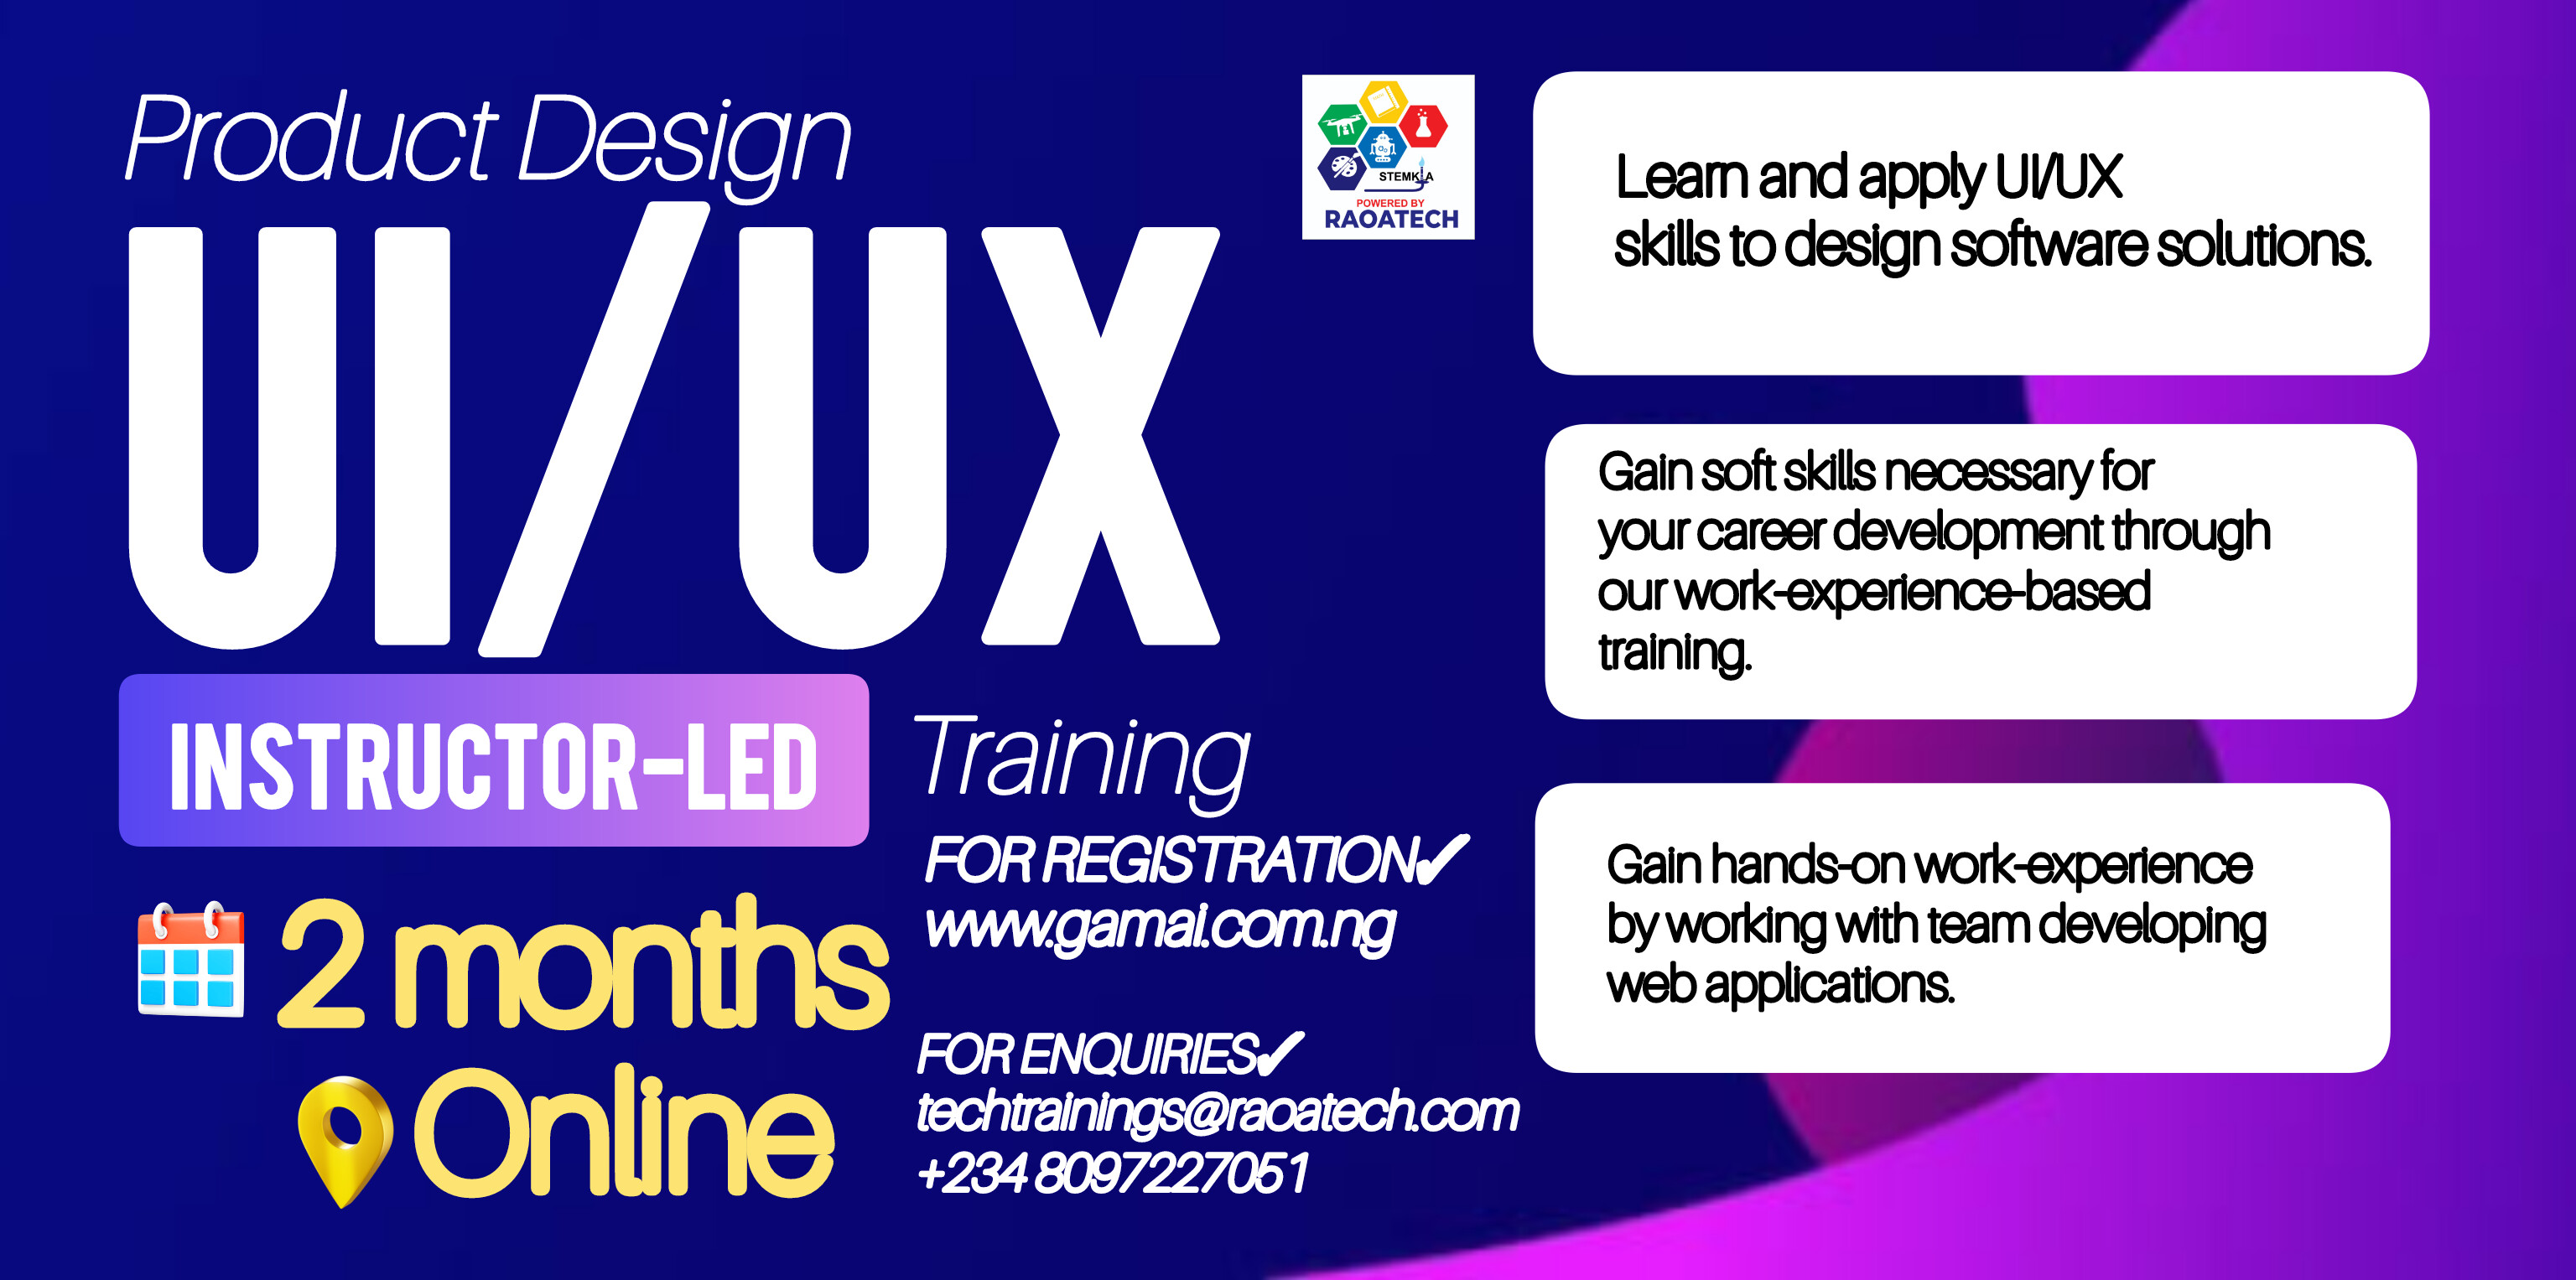 Product Design
UI/UX
INSTRUCTOR-LED
Training
2 months
Online
FOR REGISTRATION✓
www.gamai.com.ng
FOR ENQUIRIES✓
techtrainings@raoatech.com
+234 8097227051
STEMKLA
POWERED BY
RAOATECH
Learn and apply UI/UX
skills to design software solutions.
Gain soft skills necessary for
your career development through
our work-experience-based
training.
Gain hands-on work-experience
by working with team developing
web applications.